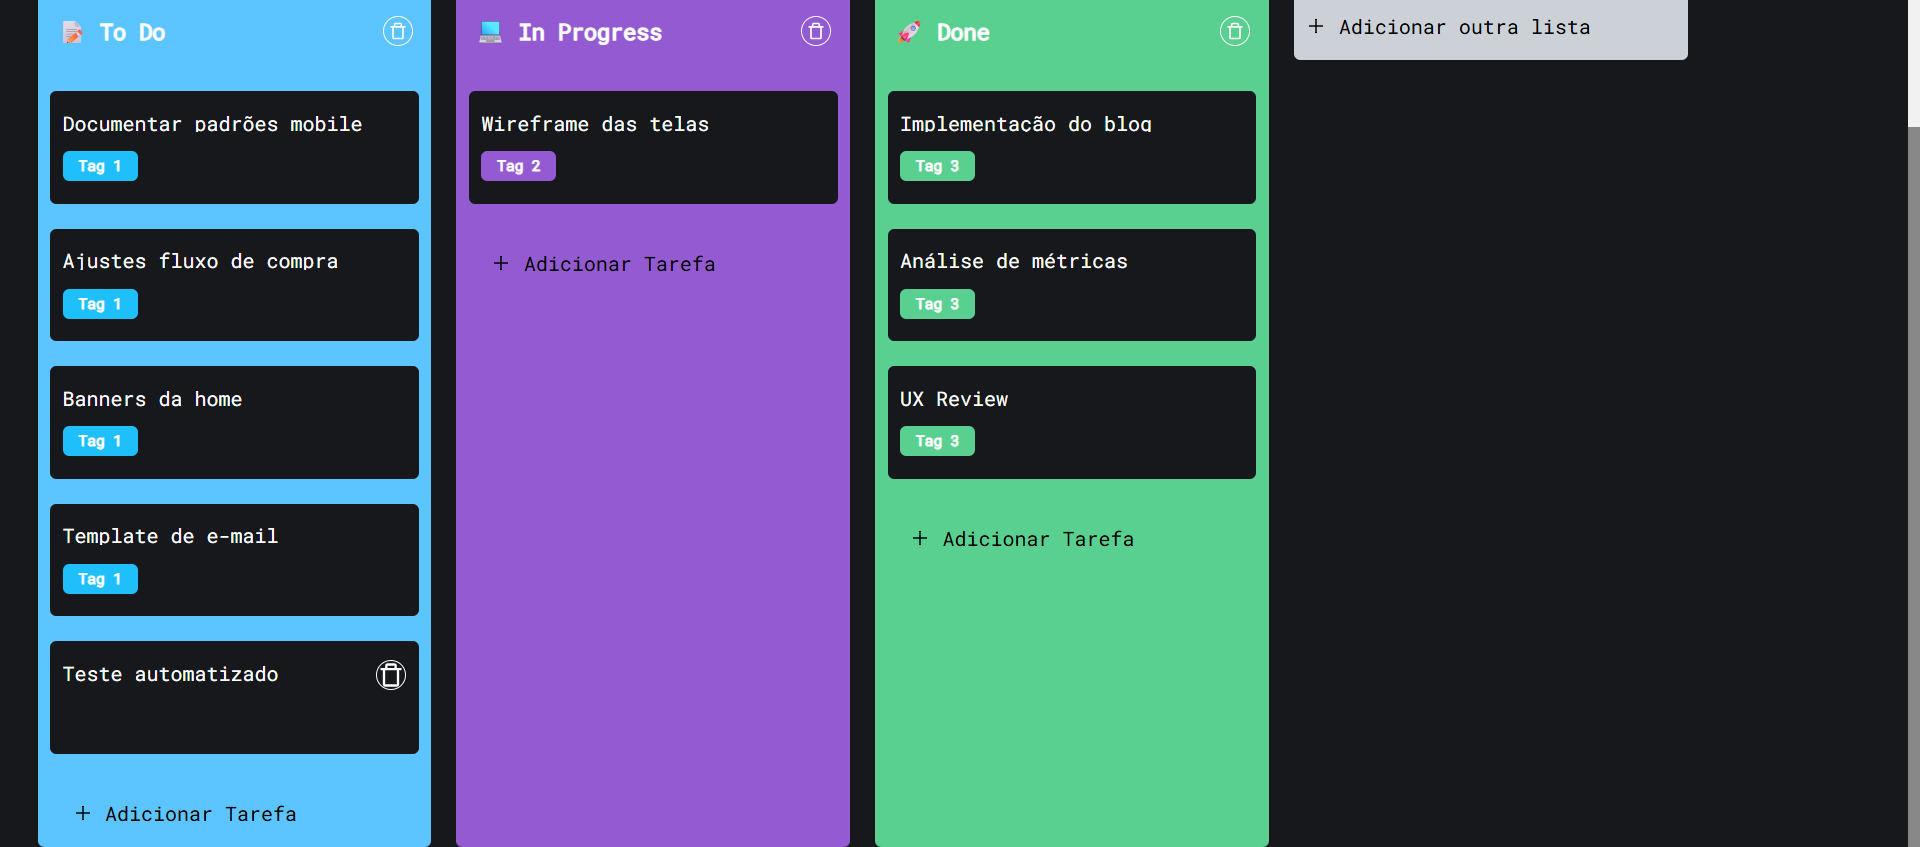 To Do
Documentar padrões mobile
Tag 1
Ajustes fluxo de compra
Tag 1
Banners da home
Tag 1
Template de e-mail
Tag 1
Teste automatizado
+ Adicionar Tarefa
In Progress
Wireframe das telas
Tag 2
+ Adicionar Tarefa
Done
Implementação do blog
Tag 3
Análise de métricas
Tag 3
UX Review
Tag 3
+ Adicionar Tarefa
+ Adicionar outra lista